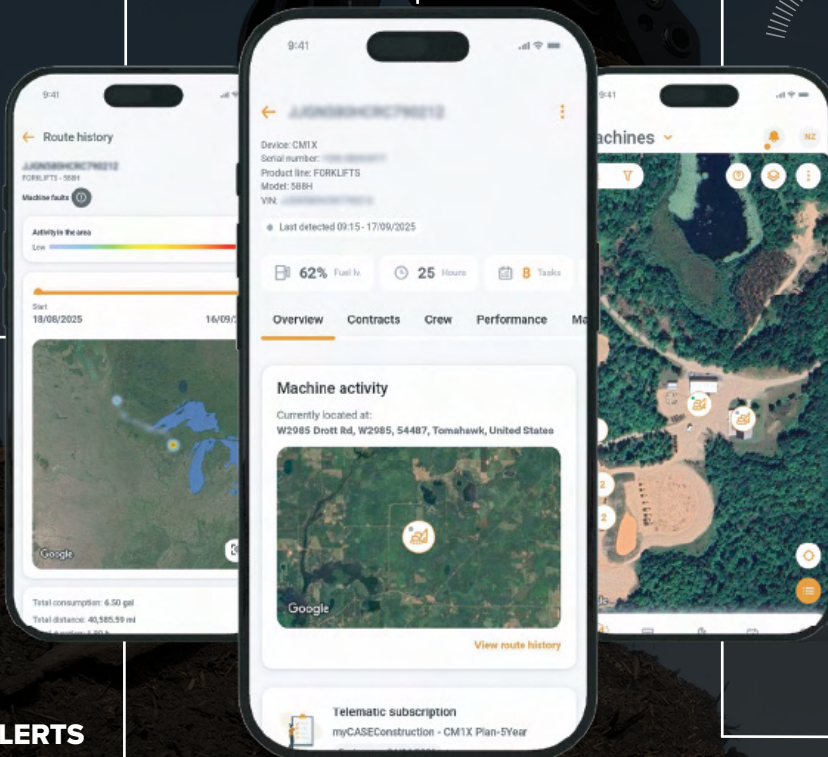 9:41
Route history
JJGN588HCRC790212
FORKLIFTS - 588H
Machine faults
Activity in the area
Low
Start
18/08/2025
16/09/
Google
Total consumption: 6.50 gal
Total distance: 40,585.59 mi
9:41
Device: CM1X
Serial number:
Product line: FORKLIFTS
Model: 588H
VIN:
Last detected 09:15 - 17/09/2025
62% Fuel lv.
25 Hours
8 Tasks
Overview Contracts Crew Performance Ma
Machine activity
Currently located at:
W2985 Drott Rd, W2985, 54487, Tomahawk, United States
Google
View route history
Telematic subscription
myCASEConstruction - CM1X Plan-5Year
9:41
achines
NZ
2
2
LERTS